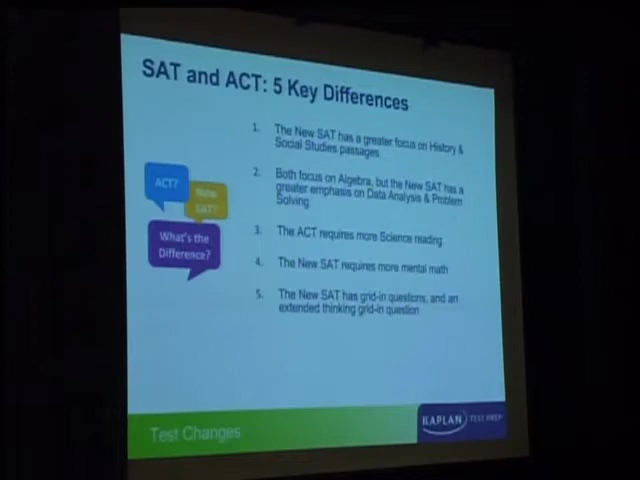 SAT and ACT: 5 Key Differences
1. The New SAT has a greater focus on History &
Social Studies passages
2. Both focus on Algebra, but the New SAT has a
greater emphasis on Data Analysis & Problem
Solving
3. The ACT requires more Science reading
4. The New SAT requires more mental math
5. The New SAT has grid-in questions, and an
extended thinking grid-in question
ACT?
New
SAT?
What's the
Difference?
Test Changes
KAPLAN TEST PREP